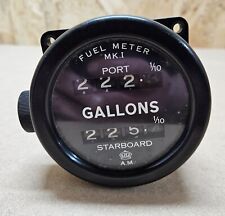 FUEL METER
MK.I
PORT 1/10
2 2 2
GALLONS
2 2 5 1/10
STARBOARD
A.M.